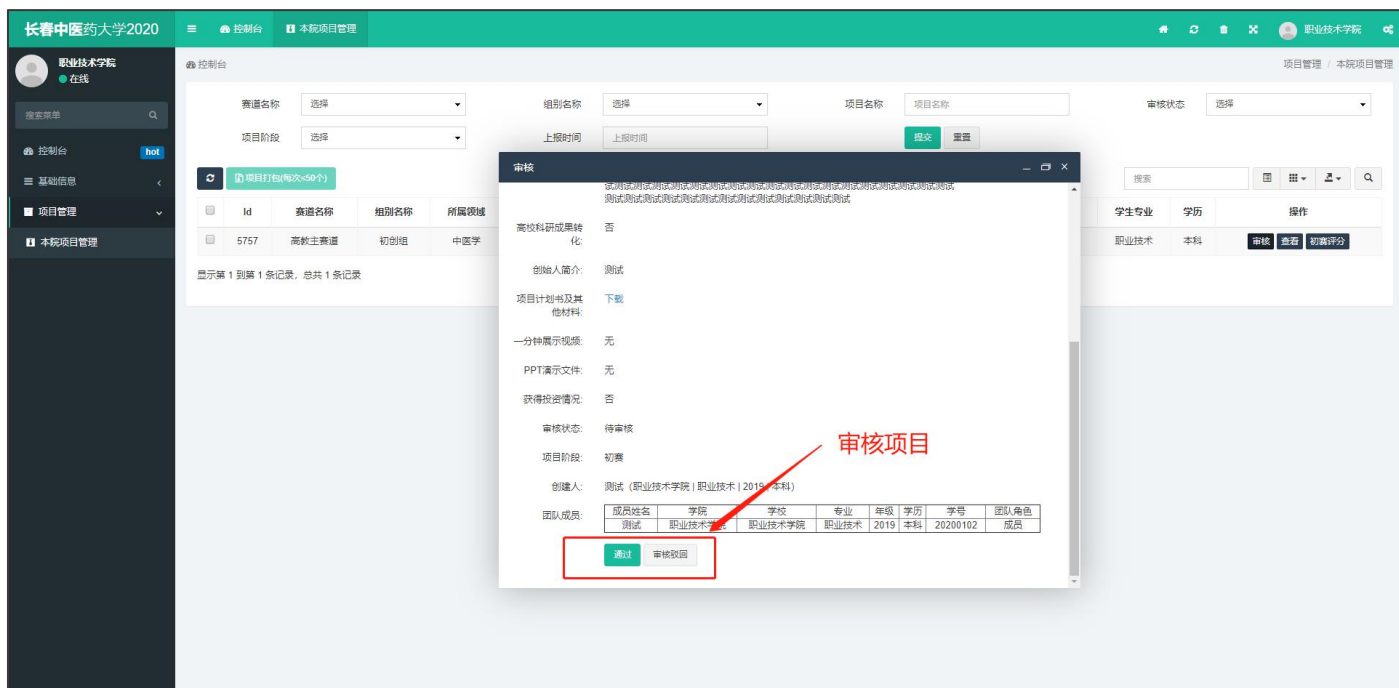 长春中医药大学2020
控制台
本院项目管理
职业技术学院
职业技术学院
在线
控制台
项目管理 / 本院项目管理
搜索菜单
控制台 hot
基础信息
项目管理
本院项目管理
赛道名称 选择 组别名称 选择 项目名称 项目名称 审核状态 选择
项目阶段 选择 上报时间 上报时间 提交 重置
项目打包(每次≤50个)
搜索
Id 赛道名称 组别名称 所属领域 学生专业 学历 操作
5757 高教主赛道 初创组 中医学 职业技术 本科 审核 查看 初赛评分
显示第 1 到第 1 条记录，总共 1 条记录
审核
试测试测试测试测试测试测试测试测试测试测试测试测试测试测试测试测试测试测试测试测试
测试测试测试测试测试测试测试测试测试测试测试测试测试测试
高校科研成果转化: 否
创始人简介: 测试
项目计划书及其他材料: 下载
一分钟展示视频: 无
PPT演示文件: 无
获得投资情况: 否
审核状态: 待审核
项目阶段: 初赛
创建人: 测试（职业技术学院 | 职业技术 | 2019 / 本科）
团队成员:
成员姓名 学院 学校 专业 年级 学历 学号 团队角色
测试 职业技术学院 职业技术学院 职业技术 2019 本科 20200102 成员
通过 审核驳回
审核项目